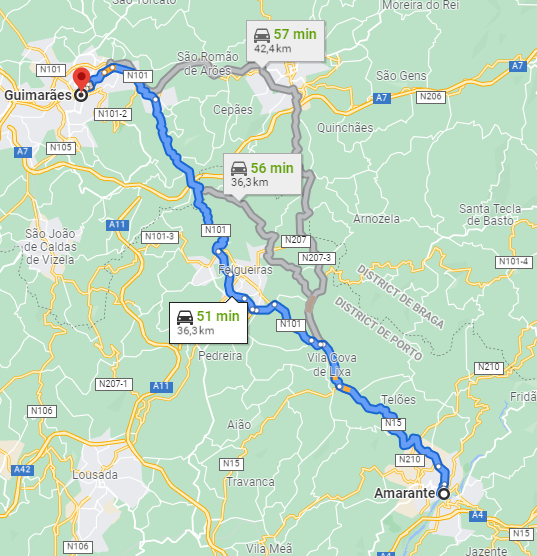 São Torcato
Moreira do Rei
57 min
42,4 km
São Romão
de Arões
N101
N101
A7
São Gens
Guimarães
A7
N206
Cepães
N101-2
Quinchães
N105
A7
56 min
36,3 km
Santa Tecla
de Basto
Arnozela
A11
São João
de Caldas
de Vizela
N101
N101-3
N207
N207-3
N101-4
Felgueiras
DISTRICT DE BRAGA
DISTRICT DE PORTO
51 min
36,3 km
N101
Pedreira
Vila Cova
de Lixa
N210
N207-1
A11
Telões
Fridã
N106
Aião
N15
N210
N15
A42
Lousada
Travanca
Amarante
A4
A4
N15
N106
Vila Meã
Jazente